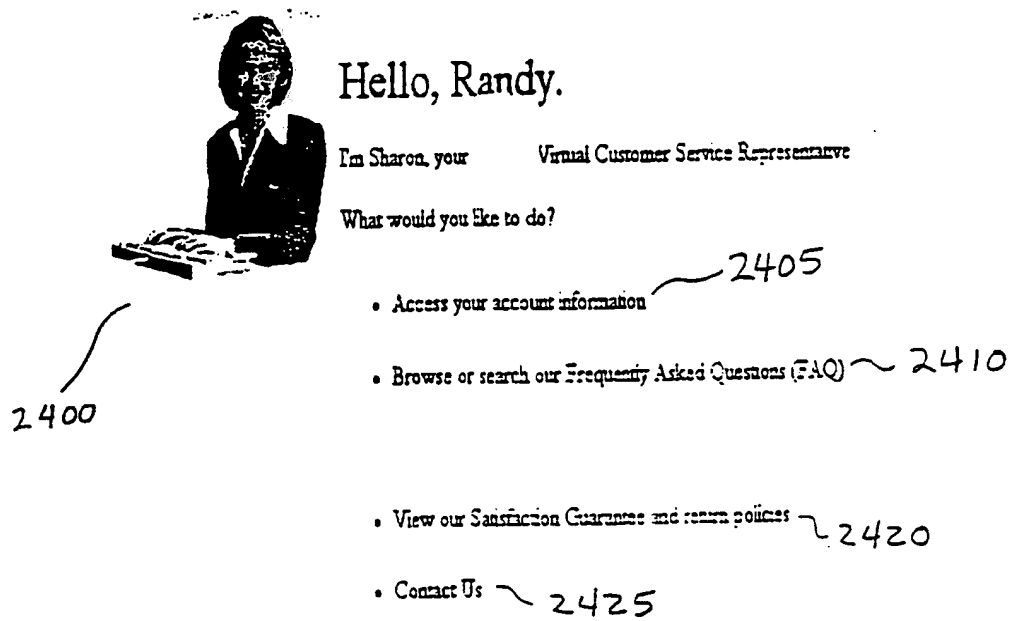 Hello, Randy.
I'm Sharon, your Virtual Customer Service Representative
What would you like to do?
• Access your account information 2405
• Browse or search our Frequently Asked Questions (FAQ) 2410
2400
• View our Satisfaction Guarantee and return policies 2420
• Contact Us 2425